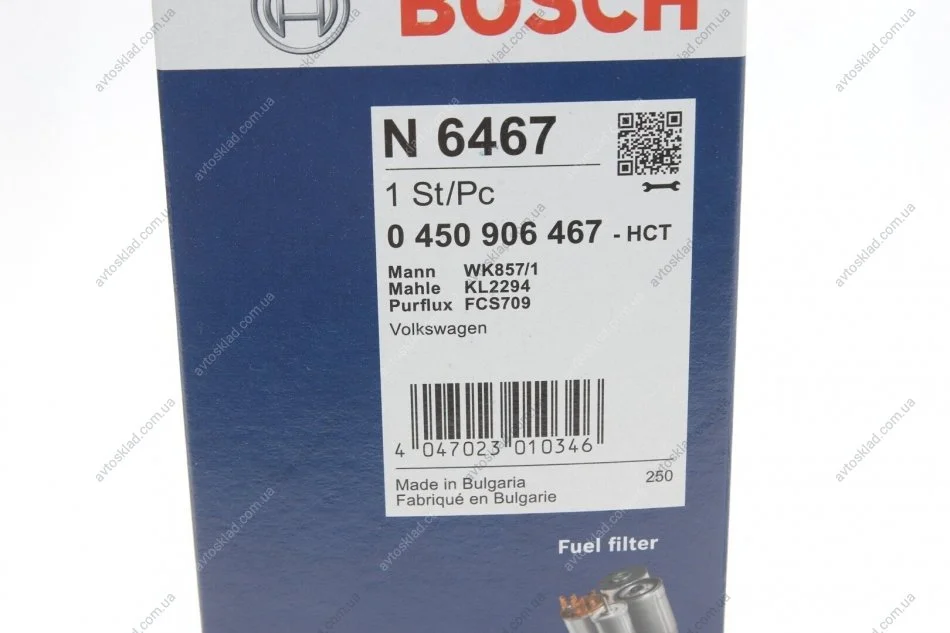 BOSCH
N 6467
1 St/Pc
0 450 906 467 - HCT
Mann WK857/1
Mahle KL2294
Purflux FCS709
Volkswagen
4 047023 010346
Made in Bulgaria 250
Fabriqué en Bulgarie
Fuel filter
avtosklad.com.ua